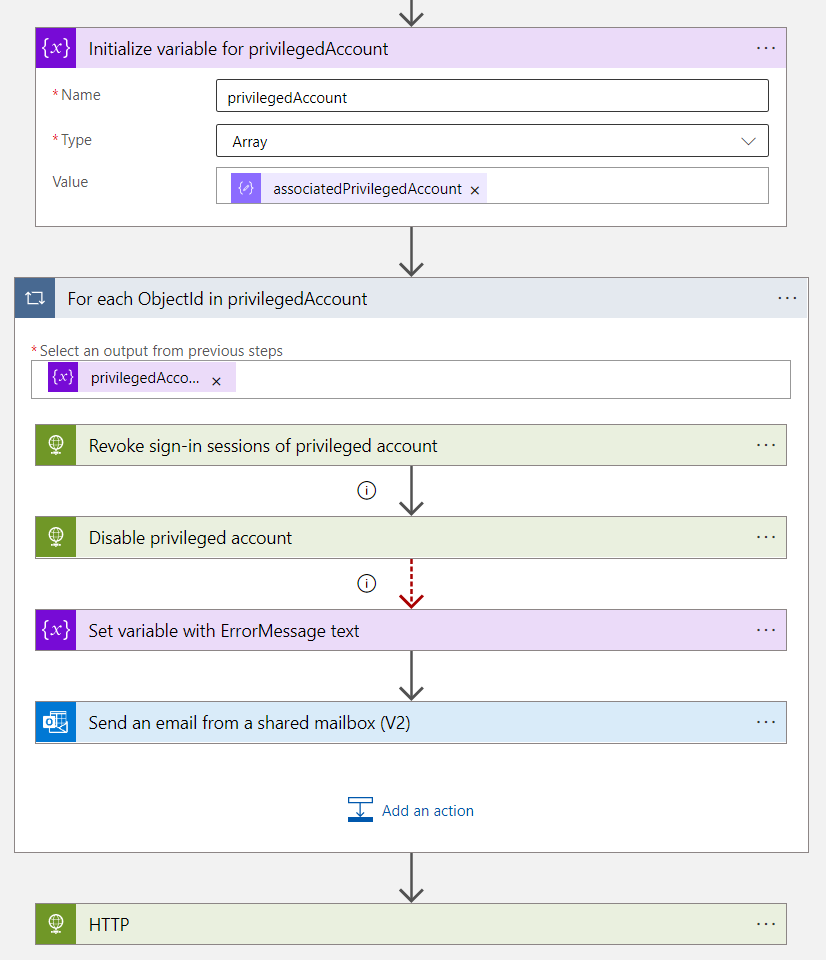 {x} Initialize variable for privilegedAccount ...
* Name privilegedAccount
* Type Array
Value associatedPrivilegedAccount ×
For each ObjectId in privilegedAccount ...
* Select an output from previous steps
{x} privilegedAcco... ×
Revoke sign-in sessions of privileged account ...
i
Disable privileged account ...
i
{x} Set variable with ErrorMessage text ...
Send an email from a shared mailbox (V2) ...
Add an action
HTTP ...